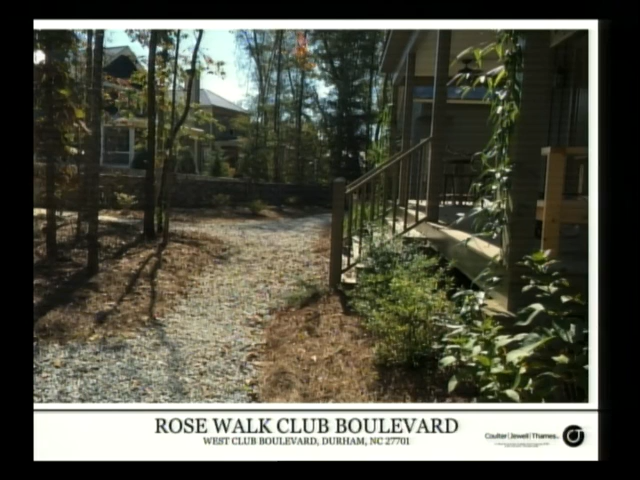 ROSE WALK CLUB BOULEVARD
WEST CLUB BOULEVARD, DURHAM, NC 27701
Coulter|Jewell|Thames